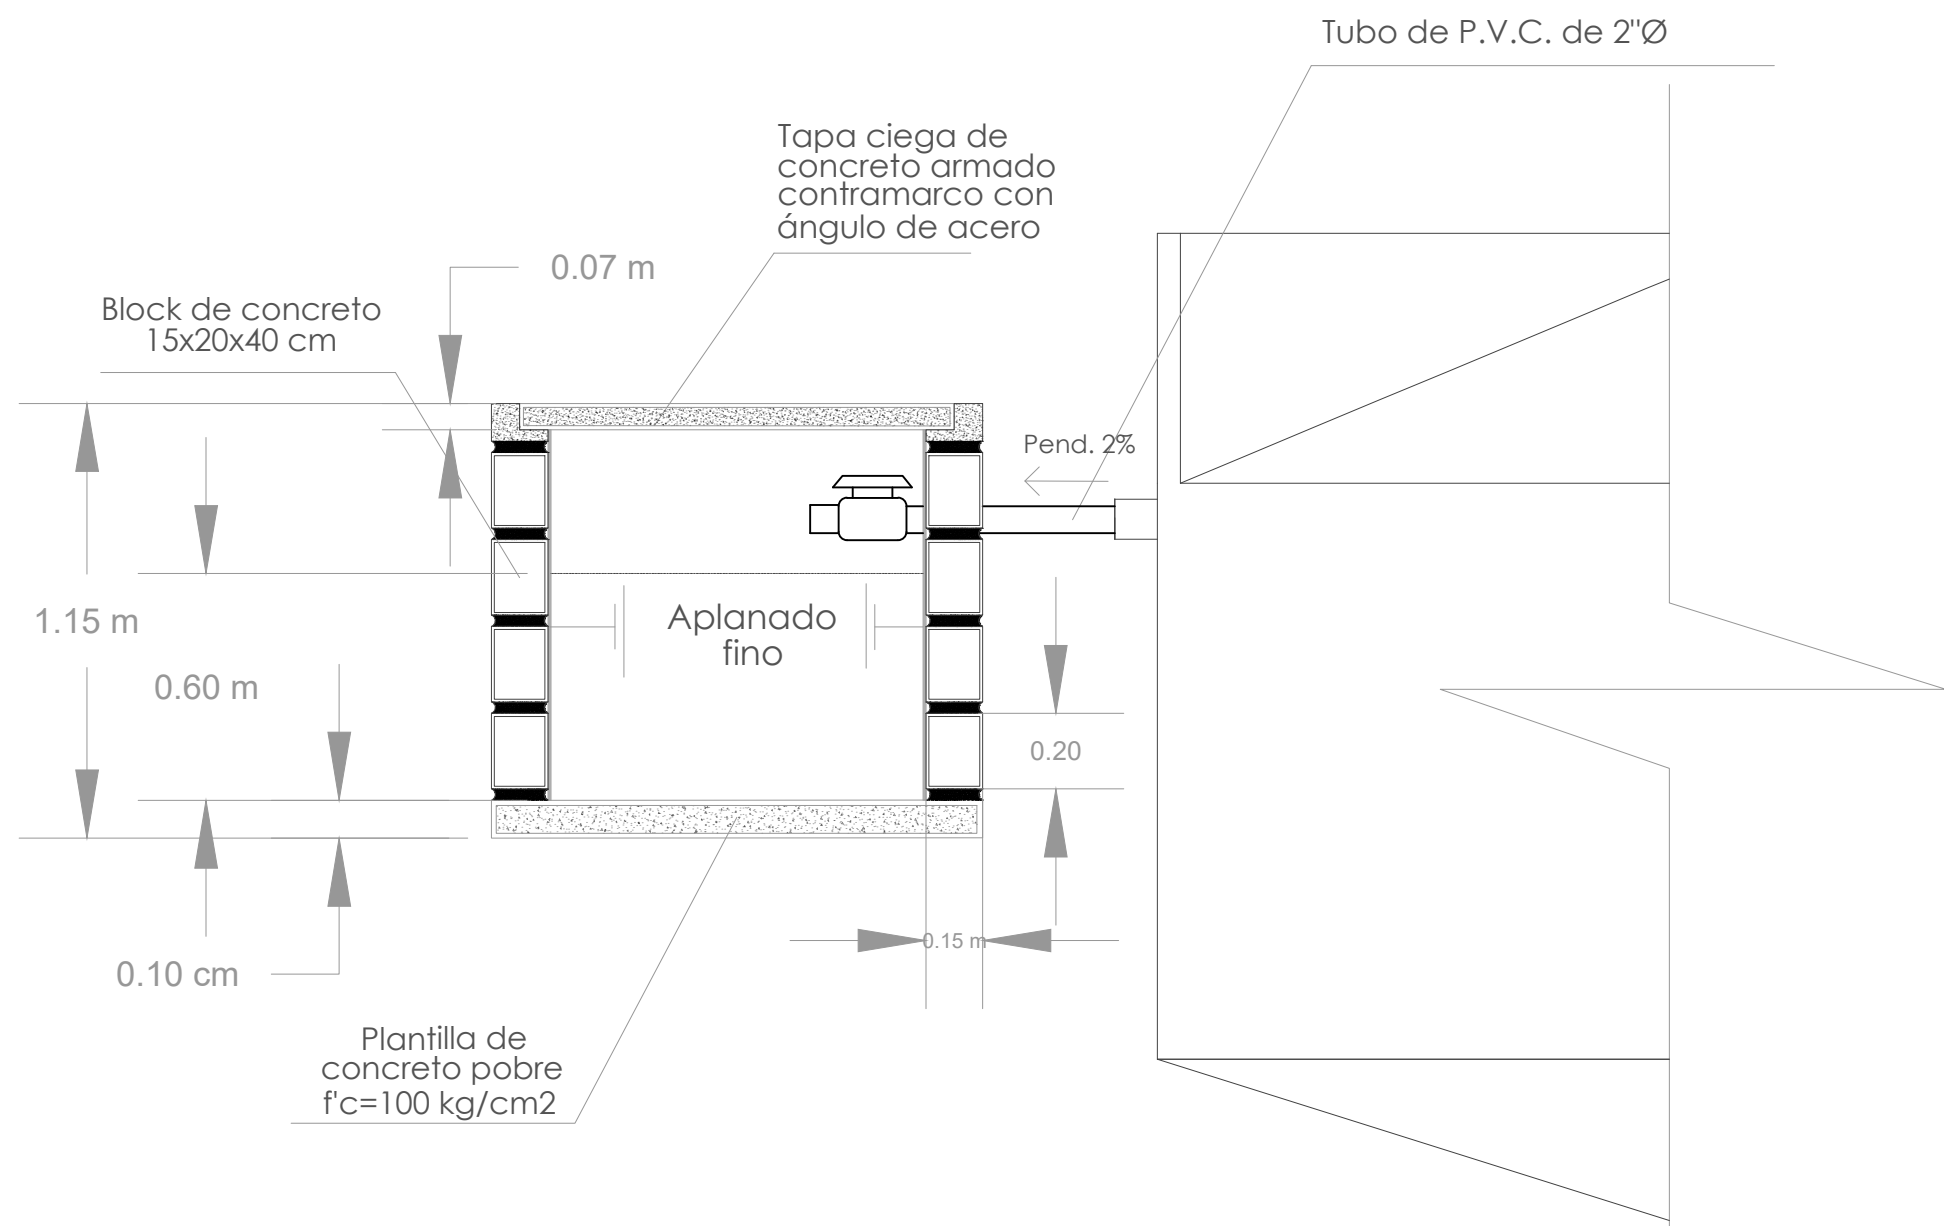 Tubo de P.V.C. de 2"Ø
Tapa ciega de
concreto armado
contramarco con
ángulo de acero
0.07 m
Block de concreto
15x20x40 cm
Pend. 2%
Aplanado
fino
1.15 m
0.60 m
0.20
0.15 m
0.10 cm
Plantilla de
concreto pobre
f'c=100 kg/cm2